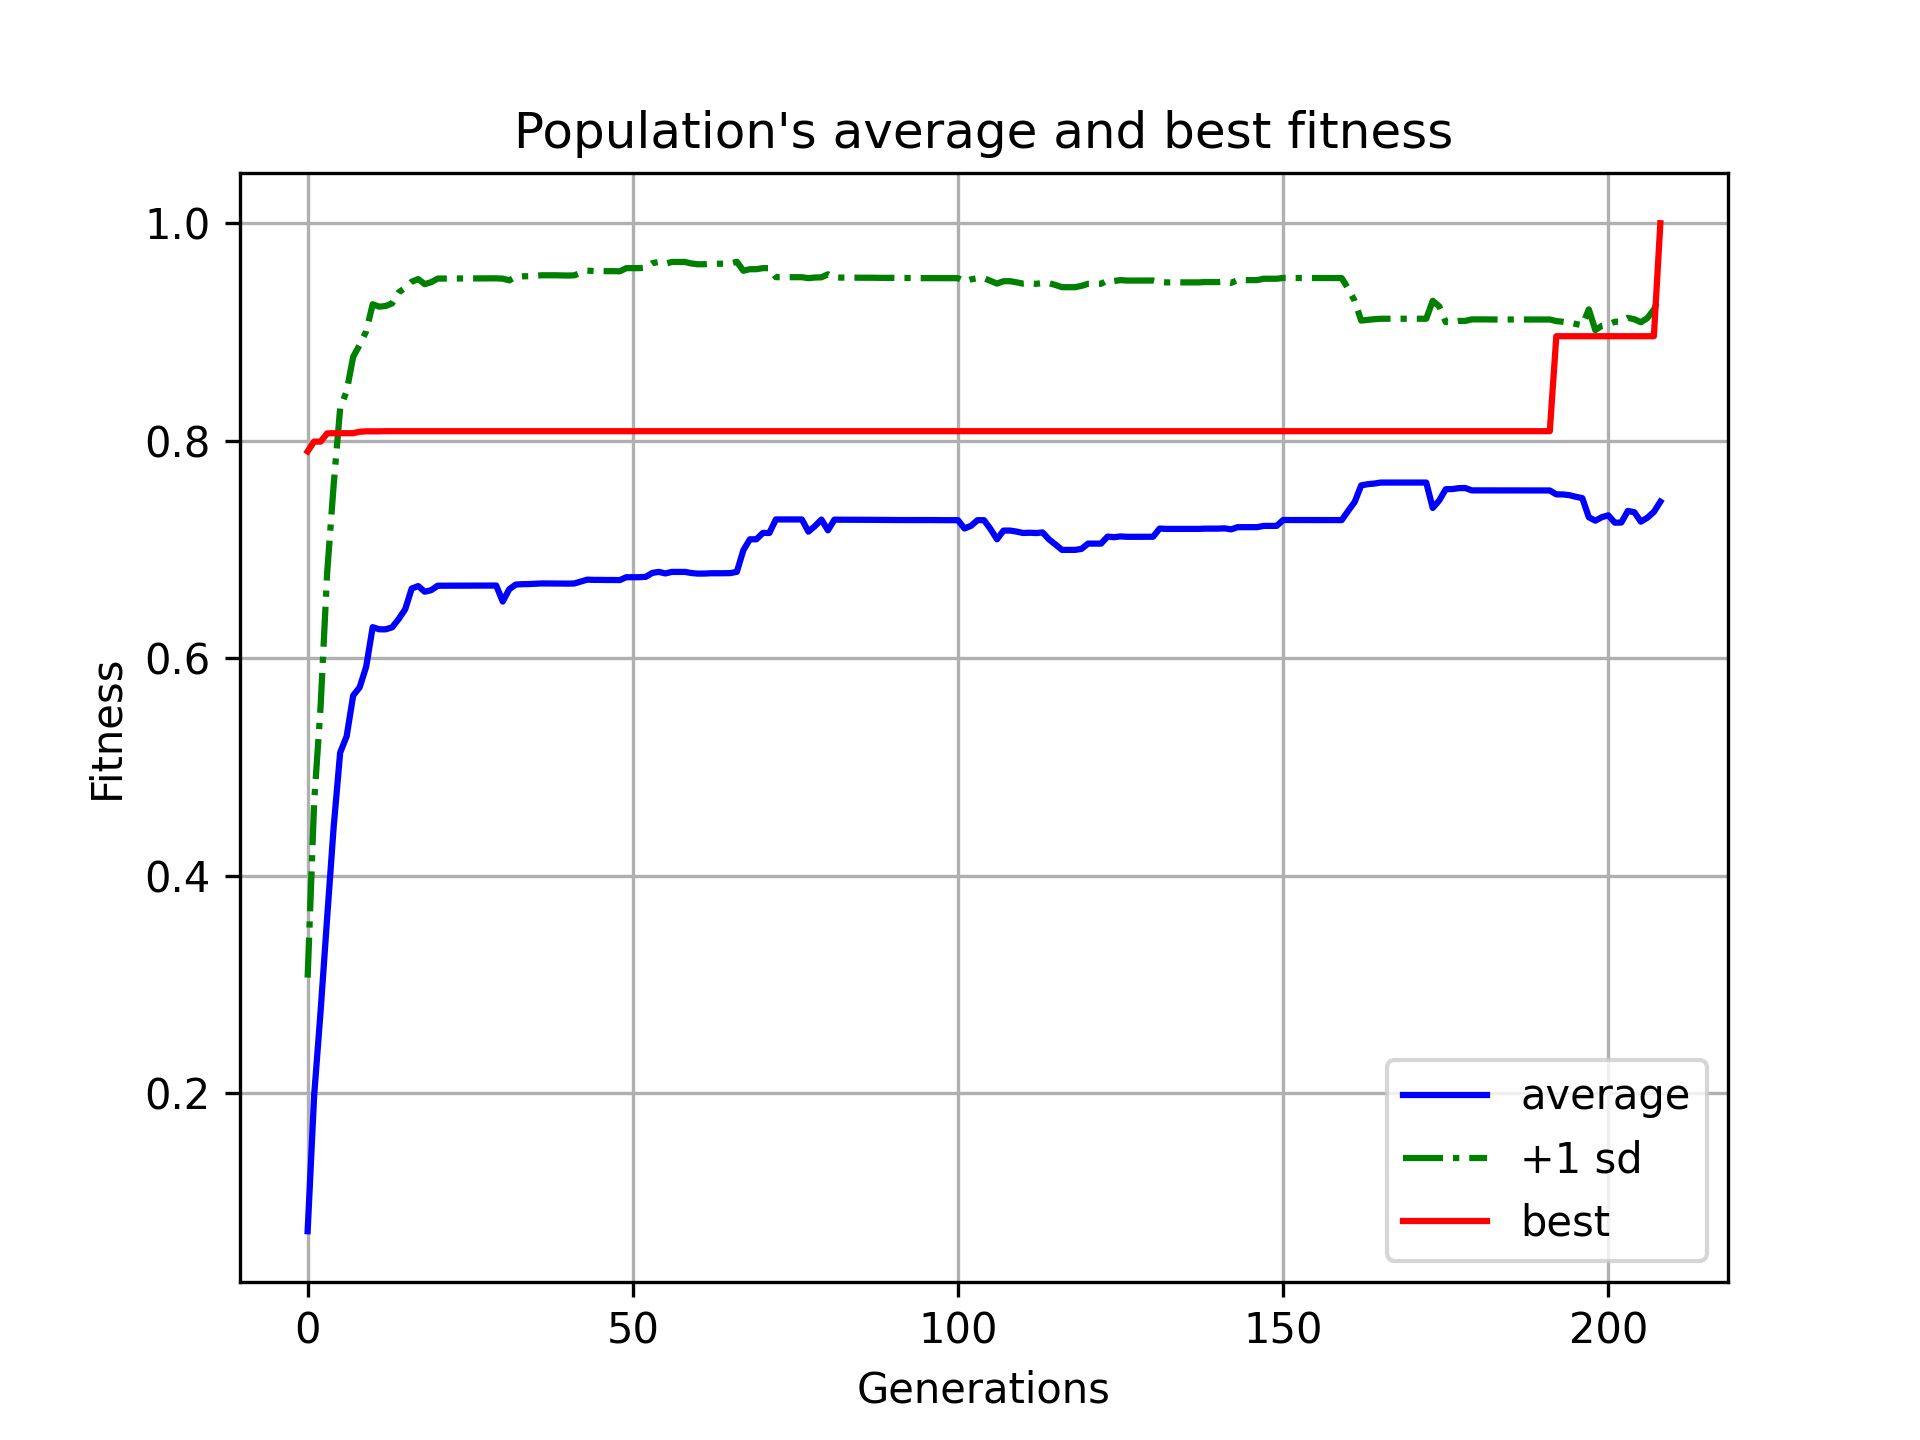 Population's average and best fitness
1.0
0.8
0.6
0.4
0.2
Fitness
0 50 100 150 200
Generations
average
+1 sd
best